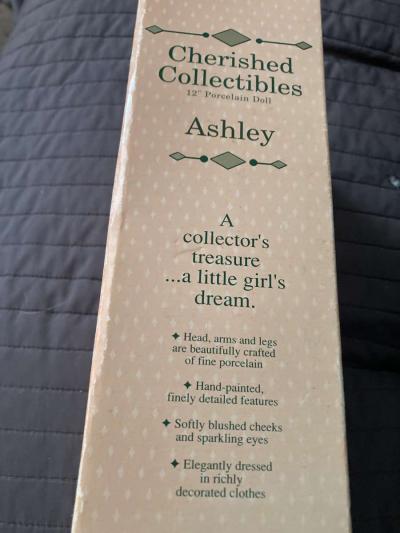 Cherished
Collectibles
12" Porcelain Doll
Ashley
A
collector's
treasure
...a little girl's
dream.
✦ Head, arms and legs
are beautifully crafted
of fine porcelain
✦ Hand-painted,
finely detailed features
✦ Softly blushed cheeks
and sparkling eyes
✦ Elegantly dressed
in richly
decorated clothes